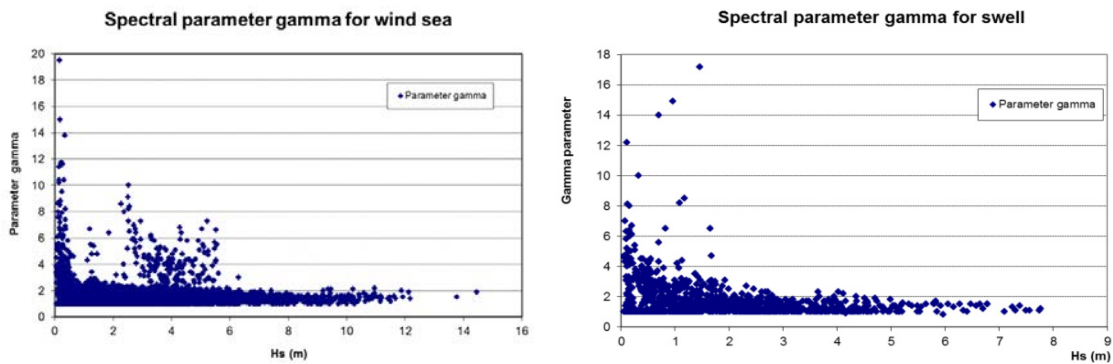 Spectral parameter gamma for wind sea
Parameter gamma
20
18
16
14
12
10
8
6
4
2
0
Parameter gamma
0 2 4 6 8 10 12 14 16
Hs (m)
Spectral parameter gamma for swell
Gamma parameter
18
16
14
12
10
8
6
4
2
0
Parameter gamma
0 1 2 3 4 5 6 7 8 9
Hs (m)